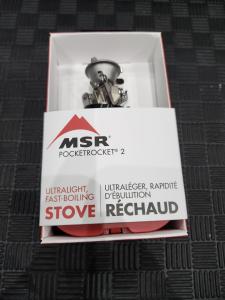 MSR®
POCKETROCKET® 2
ULTRALIGHT,
FAST-BOILING
STOVE
ULTRALÉGER, RAPIDITÉ
D'ÉBULLITION
RÉCHAUD